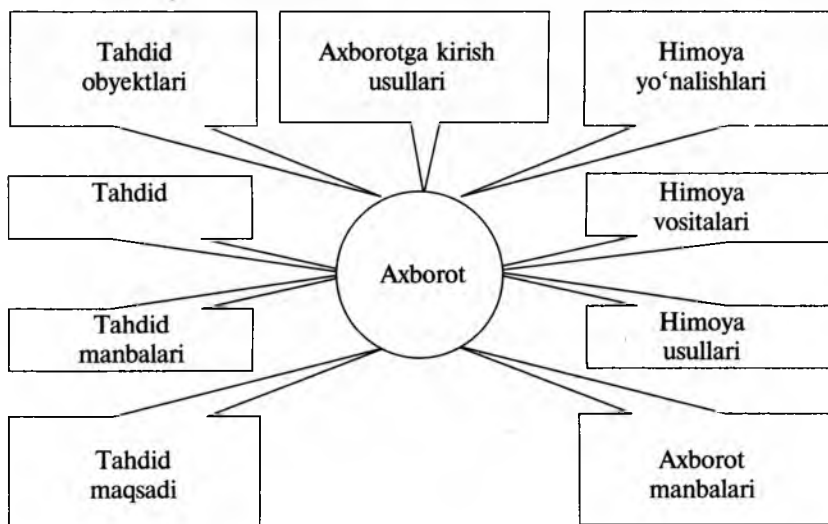 Tahdid
obyektlari
Axborotga kirish
usullari
Himoya
yo‘nalishlari
Tahdid
Himoya
vositalari
Axborot
Tahdid
manbalari
Himoya
usullari
Tahdid
maqsadi
Axborot
manbalari